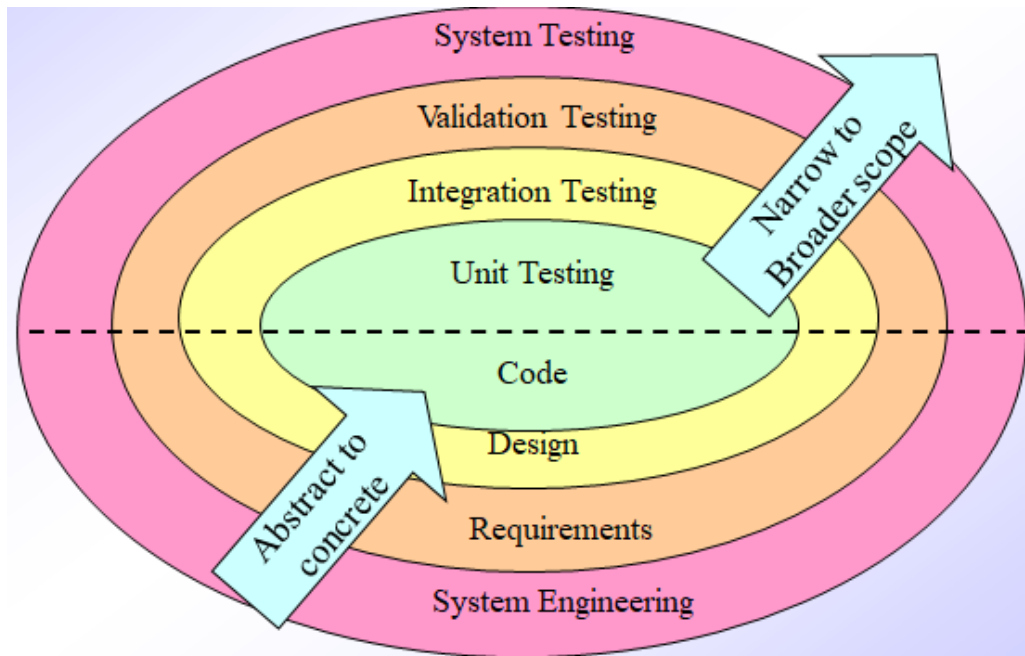 System Testing
Validation Testing
Integration Testing
Unit Testing
Narrow to
Broader scope
Code
Design
Abstract to
concrete
Requirements
System Engineering